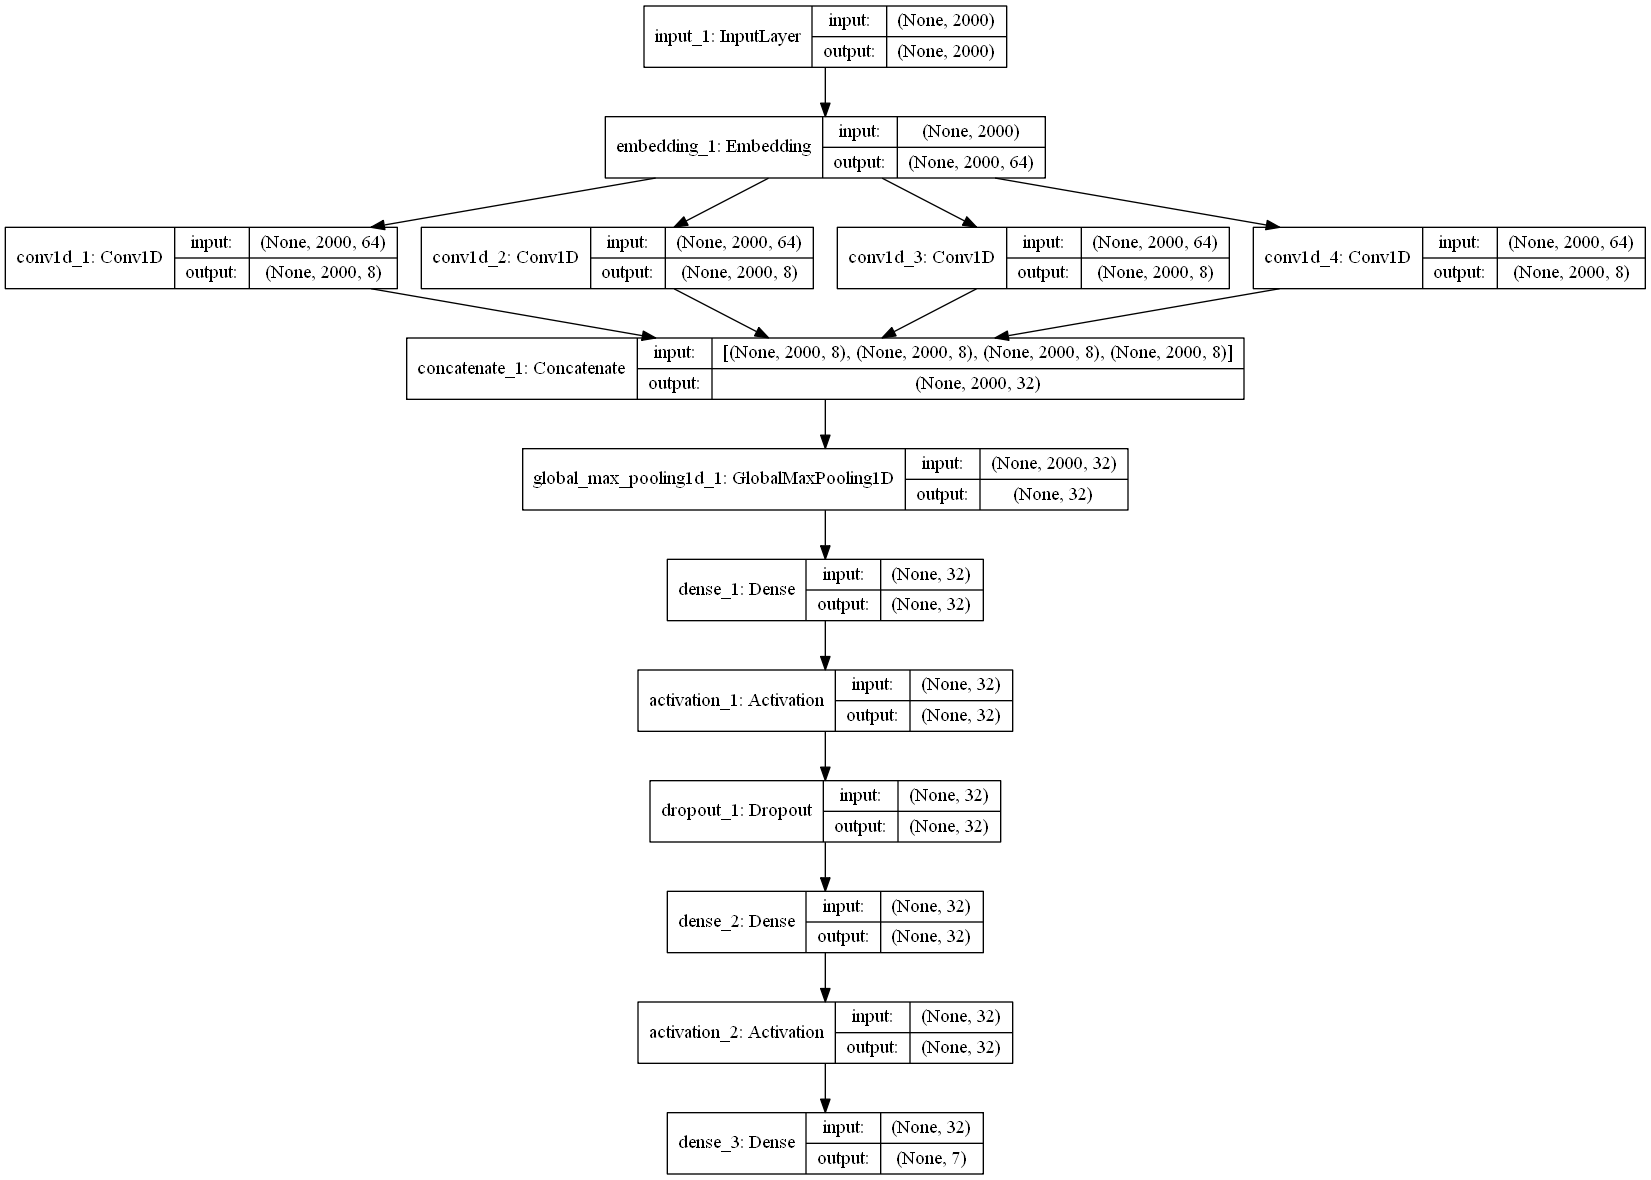 input_1: InputLayer
input: (None, 2000)
output: (None, 2000)
embedding_1: Embedding
input: (None, 2000)
output: (None, 2000, 64)
conv1d_1: Conv1D
input: (None, 2000, 64)
output: (None, 2000, 8)
conv1d_2: Conv1D
input: (None, 2000, 64)
output: (None, 2000, 8)
conv1d_3: Conv1D
input: (None, 2000, 64)
output: (None, 2000, 8)
conv1d_4: Conv1D
input: (None, 2000, 64)
output: (None, 2000, 8)
concatenate_1: Concatenate
input: [(None, 2000, 8), (None, 2000, 8), (None, 2000, 8), (None, 2000, 8)]
output: (None, 2000, 32)
global_max_pooling1d_1: GlobalMaxPooling1D
input: (None, 2000, 32)
output: (None, 32)
dense_1: Dense
input: (None, 32)
output: (None, 32)
activation_1: Activation
input: (None, 32)
output: (None, 32)
dropout_1: Dropout
input: (None, 32)
output: (None, 32)
dense_2: Dense
input: (None, 32)
output: (None, 32)
activation_2: Activation
input: (None, 32)
output: (None, 32)
dense_3: Dense
input: (None, 32)
output: (None, 7)